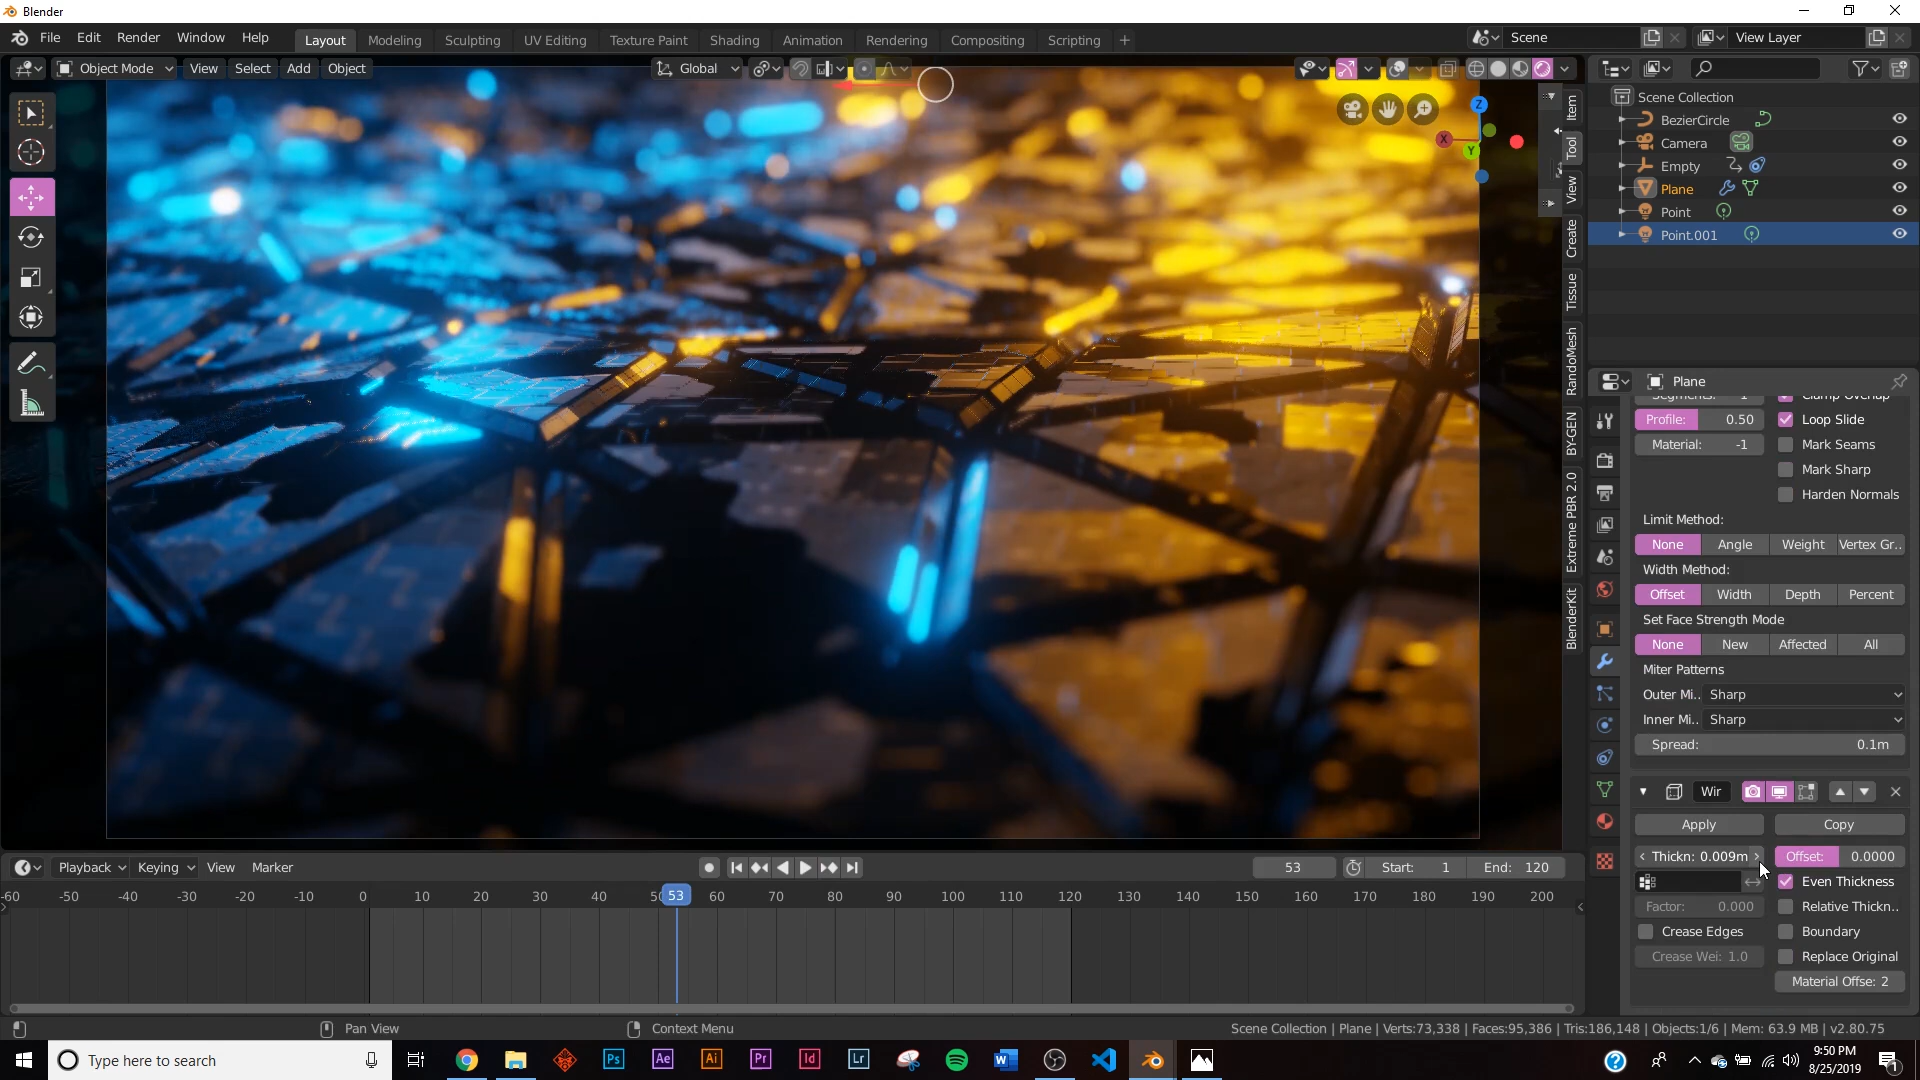 Blender
File Edit Render Window Help
Layout Modeling Sculpting UV Editing Texture Paint Shading Animation Rendering Compositing Scripting +
Scene
View Layer
Object Mode View Select Add Object
Global
Z
X
Y
Item
Tool
View
Create
Tissue
RandoMesh
BY-GEN
Extreme PBR 2.0
BlenderKit
Scene Collection
BezierCircle
Camera
Empty
Plane
Point
Point.001
Plane
Profile: 0.50 Loop Slide
Material: -1 Mark Seams
Mark Sharp
Harden Normals
Limit Method:
None Angle Weight Vertex Gr..
Width Method:
Offset Width Depth Percent
Set Face Strength Mode
None New Affected All
Miter Patterns
Outer Mi.. Sharp
Inner Mi.. Sharp
Spread: 0.1m
Wir
Apply Copy
Thickn: 0.009m Offset: 0.0000
Even Thickness
Factor: 0.000 Relative Thickn..
Crease Edges Boundary
Crease Wei: 1.0 Replace Original
Material Offse: 2
Playback Keying View Marker
53 Start: 1 End: 120
-60 -50 -40 -30 -20 -10 0 10 20 30 40 53 60 70 80 90 100 110 120 130 140 150 160 170 180 190 200
Pan View Context Menu
Scene Collection | Plane | Verts:73,338 | Faces:95,386 | Tris:186,148 | Objects:1/6 | Mem: 63.9 MB | v2.80.75
Type here to search
Ps Ae Ai Pr Id Lr
9:50 PM
8/25/2019
1